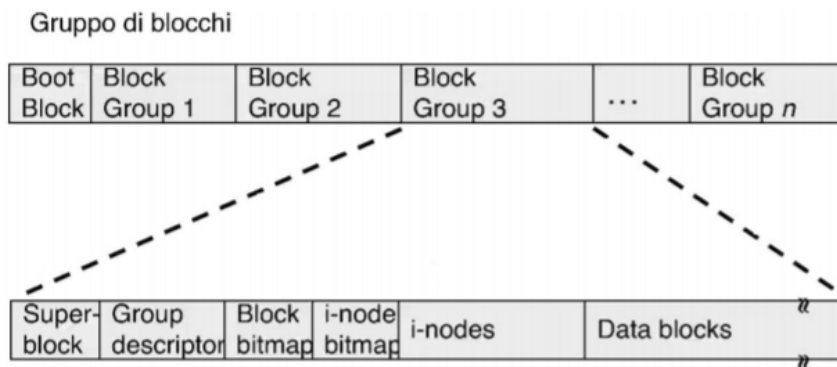 Gruppo di blocchi
Boot Block
Block Group 1
Block Group 2
Block Group 3
...
Block Group n
Super-block
Group descriptor
Block bitmap
i-node bitmap
i-nodes
Data blocks